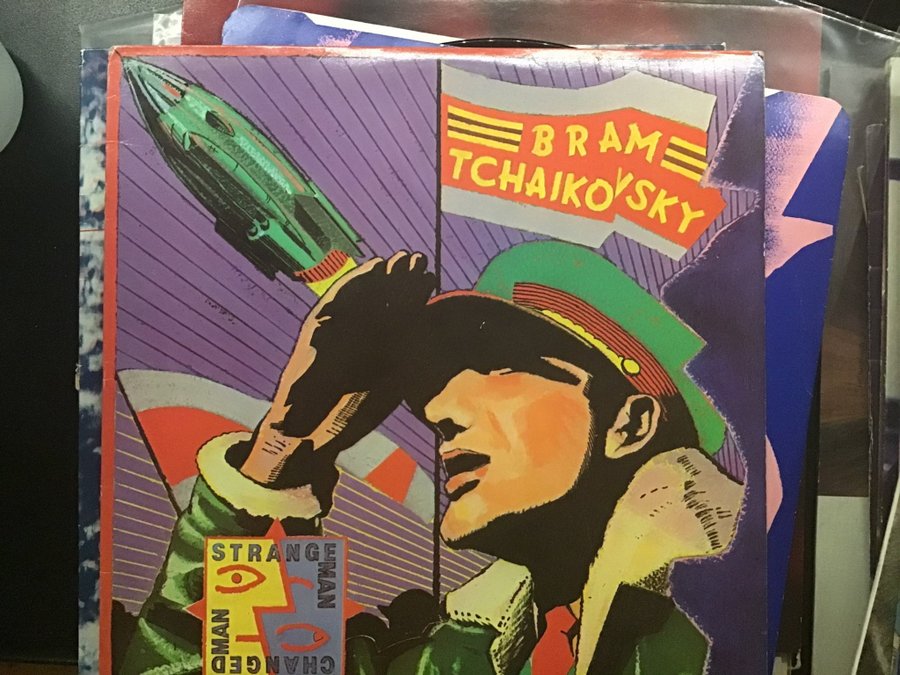 BRAM
TCHAIKOVSKY
STRANGE
MAN
CHANGED
MAN